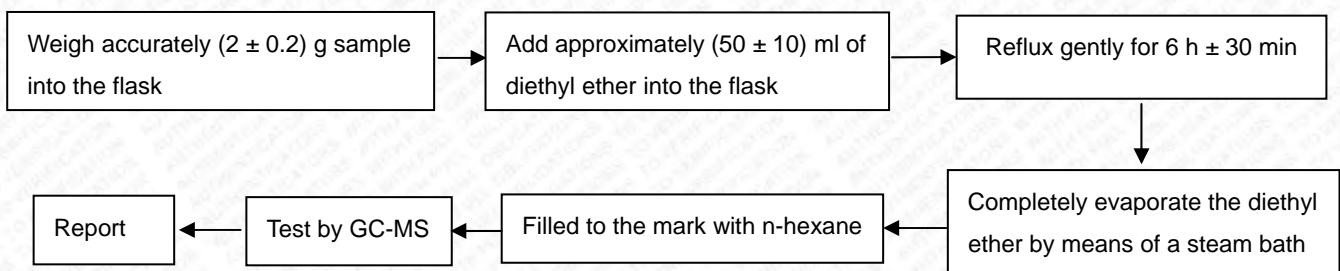 Weigh accurately (2 ± 0.2) g sample
into the flask
Add approximately (50 ± 10) ml of
diethyl ether into the flask
Reflux gently for 6 h ± 30 min
Completely evaporate the diethyl
ether by means of a steam bath
Filled to the mark with n-hexane
Test by GC-MS
Report